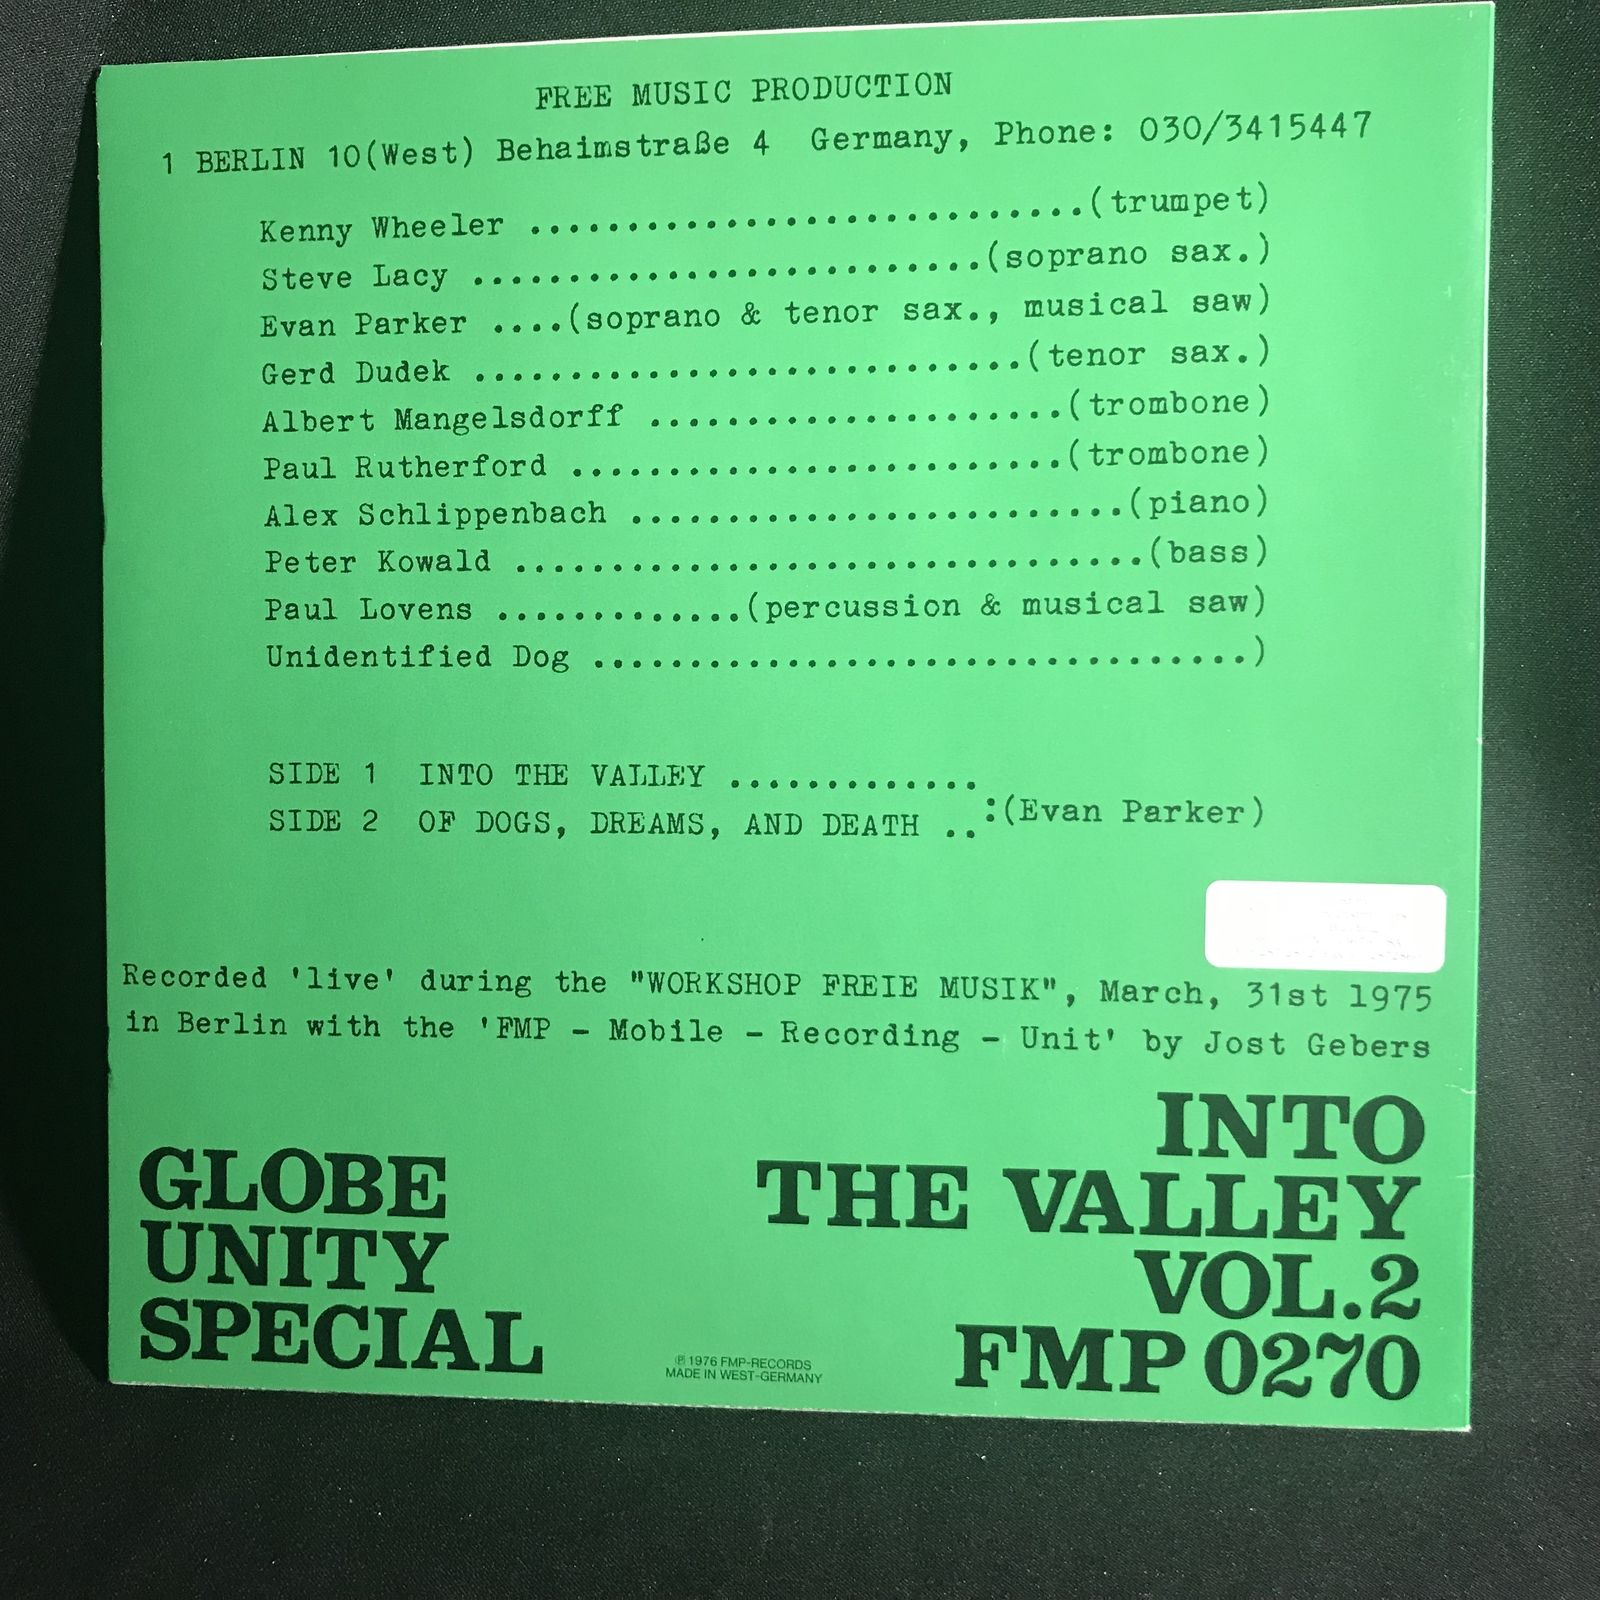 FREE MUSIC PRODUCTION
1 BERLIN 10(West) Behaimstraße 4 Germany, Phone: 030/3415447
Kenny Wheeler .............................(trumpet)
Steve Lacy ..........................(soprano sax.)
Evan Parker ....(soprano & tenor sax., musical saw)
Gerd Dudek ............................(tenor sax.)
Albert Mangelsdorff .....................(trombone)
Paul Rutherford .........................(trombone)
Alex Schlippenbach .........................(piano)
Peter Kowald ................................(bass)
Paul Lovens .............(percussion & musical saw)
Unidentified Dog ..................................)
SIDE 1 INTO THE VALLEY .............
SIDE 2 OF DOGS, DREAMS, AND DEATH ..:(Evan Parker)
Recorded 'live' during the "WORKSHOP FREIE MUSIK", March, 31st 1975
in Berlin with the 'FMP - Mobile - Recording - Unit' by Jost Gebers
GLOBE
UNITY
SPECIAL
INTO
THE VALLEY
VOL.2
FMP 0270
℗ 1976 FMP-RECORDS
MADE IN WEST-GERMANY